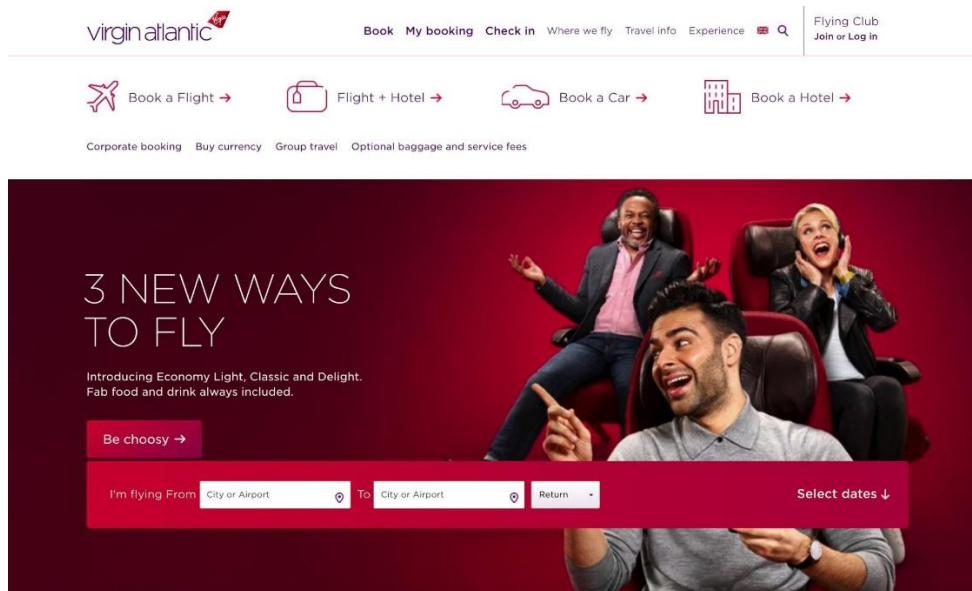 virgin atlantic
Virgin
Book My booking Check in Where we fly Travel info Experience
Flying Club
Join or Log in
Book a Flight →
Flight + Hotel →
Book a Car →
Book a Hotel →
Corporate booking Buy currency Group travel Optional baggage and service fees
3 NEW WAYS
TO FLY
Introducing Economy Light, Classic and Delight.
Fab food and drink always included.
Be choosy →
I'm flying From City or Airport To City or Airport Return Select dates ↓